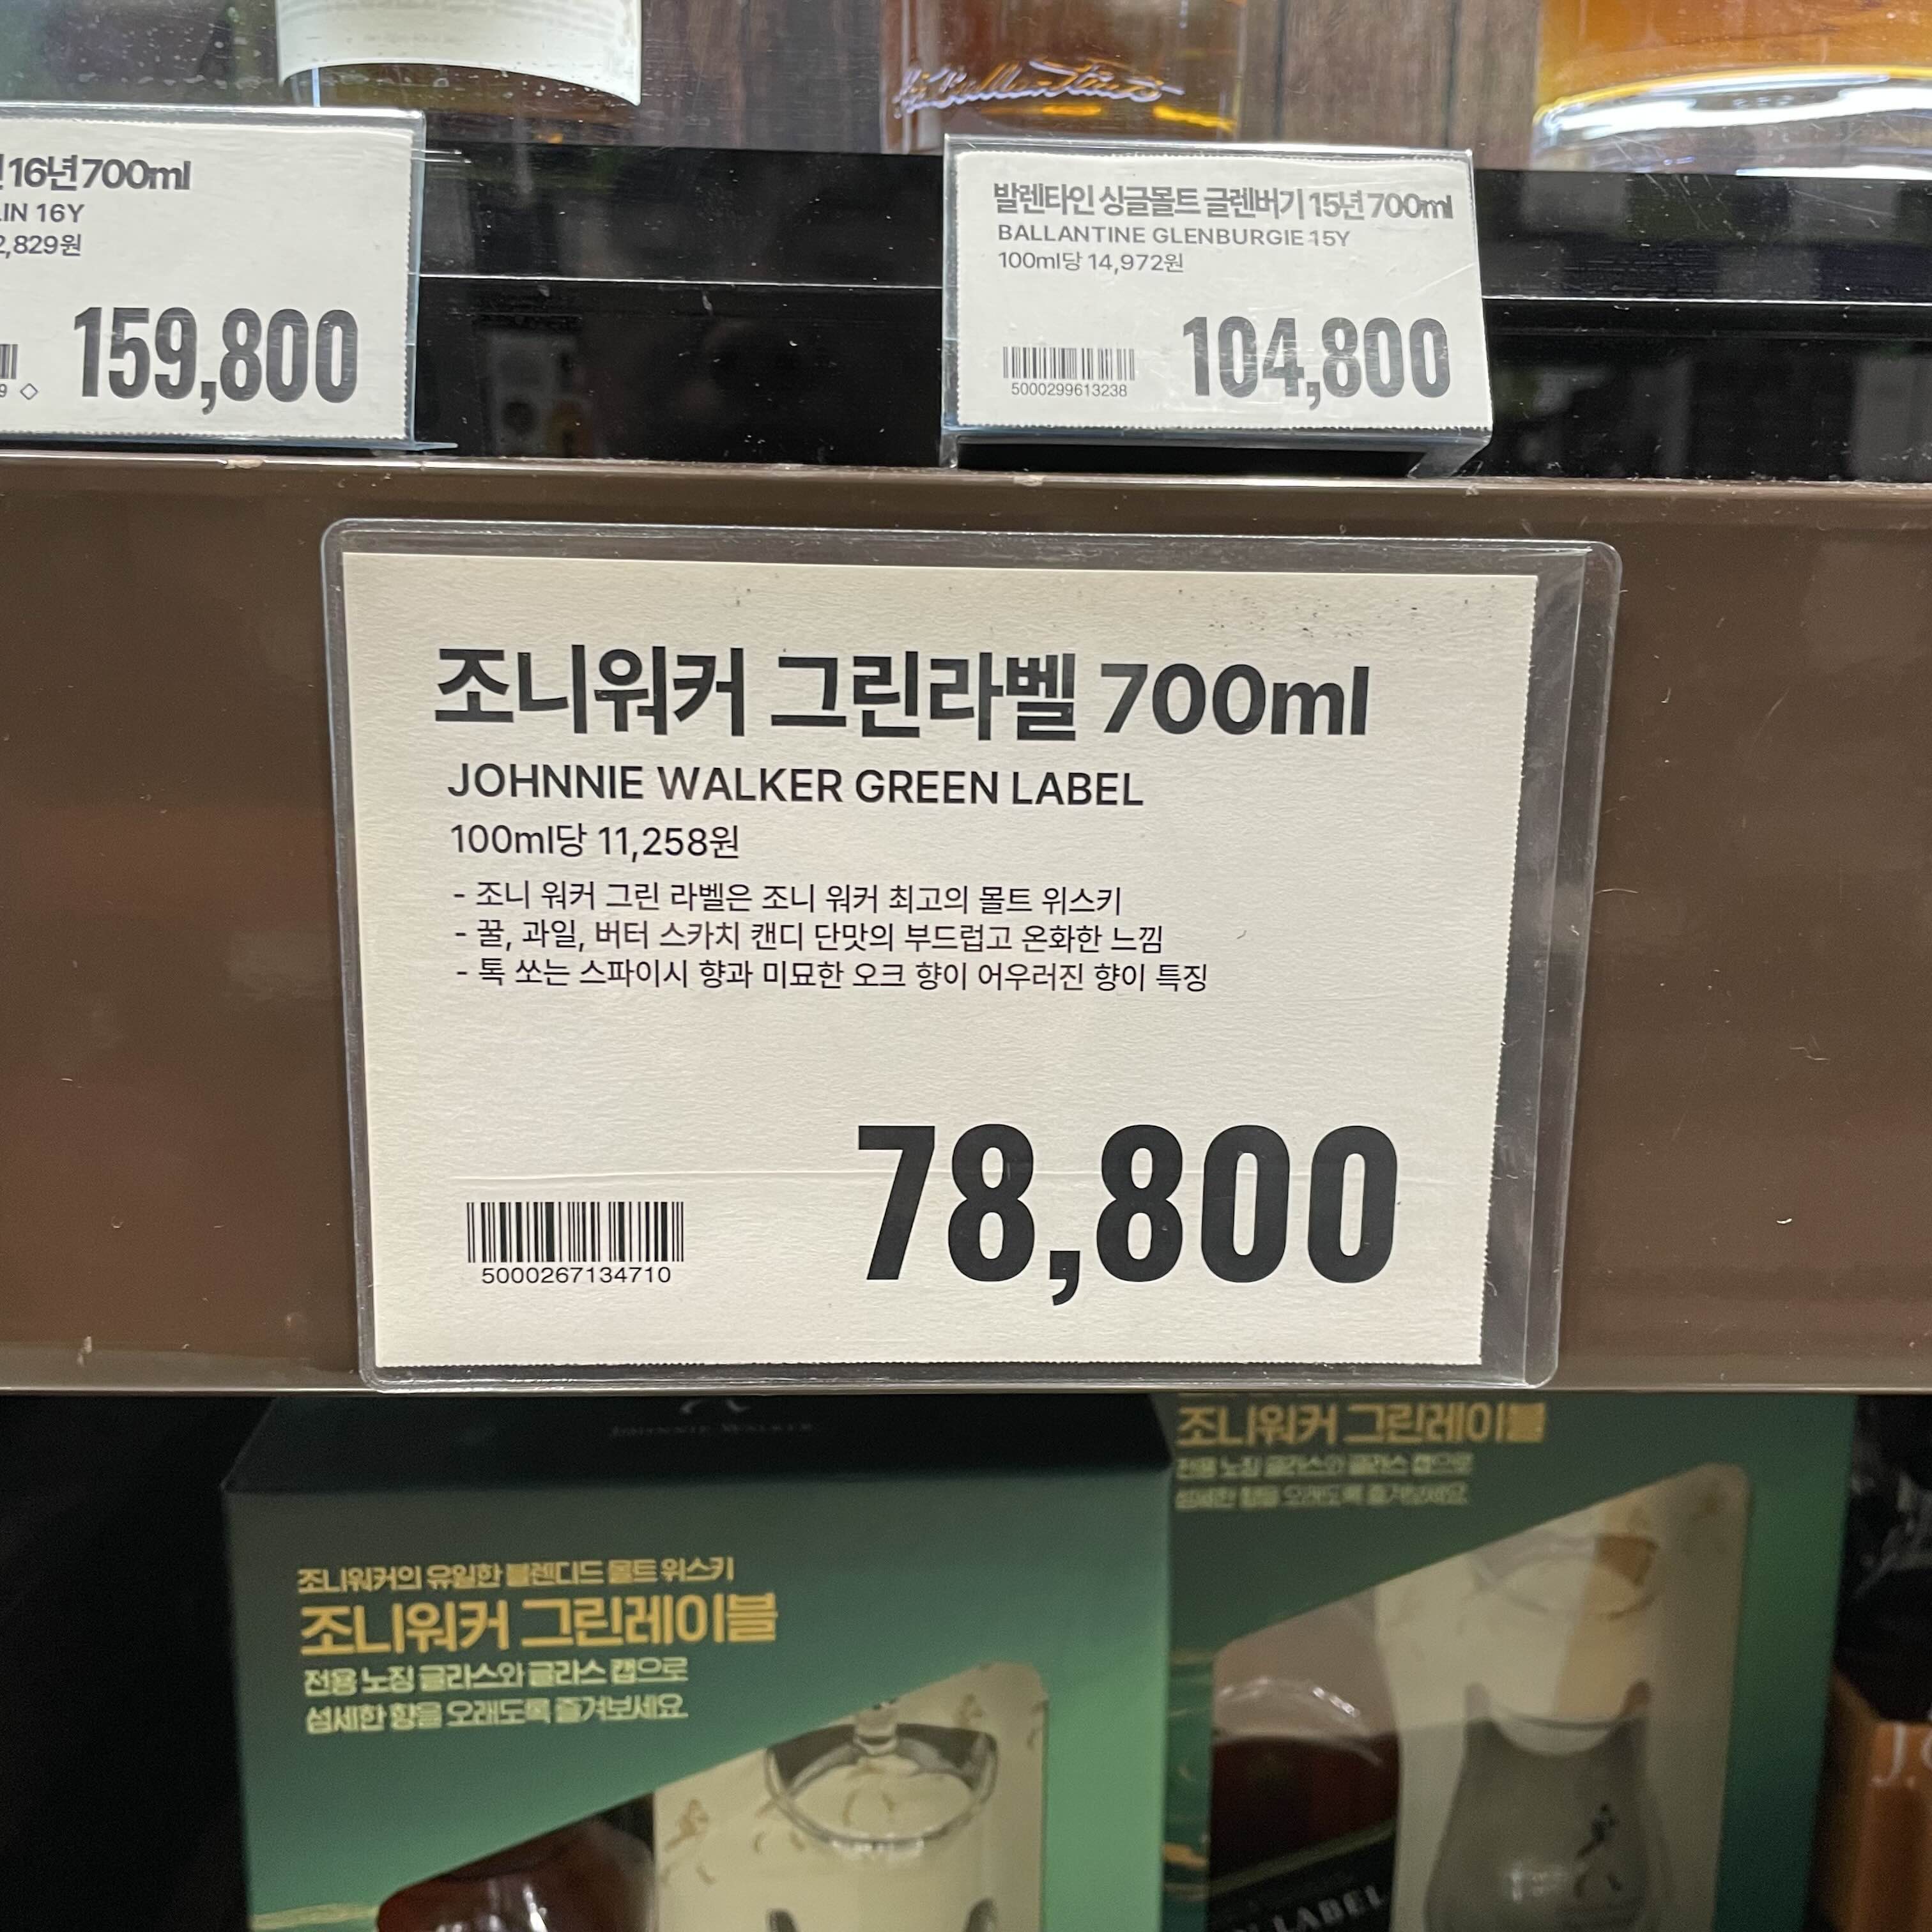 16년 700ml
LIN 16Y
2,829원
159,800
9 ◇
발렌타인 싱글몰트 글렌버기 15년 700ml
BALLANTINE GLENBURGIE 15Y
100ml당 14,972원
104,800
5000299613238
조니워커 그린라벨 700ml
JOHNNIE WALKER GREEN LABEL
100ml당 11,258원
- 조니 워커 그린 라벨은 조니 워커 최고의 몰트 위스키
- 꿀, 과일, 버터 스카치 캔디 단맛의 부드럽고 온화한 느낌
- 톡 쏘는 스파이시 향과 미묘한 오크 향이 어우러진 향이 특징
78,800
5000267134710
JOHNNIE WALKER
조니워커의 유일한 블렌디드 몰트 위스키
조니워커 그린레이블
전용 노징 글라스와 글라스 캡으로
섬세한 향을 오래도록 즐겨보세요.
조니워커 그린레이블
전용 노징 글라스와 글라스 캡으로
섬세한 향을 오래도록 즐겨보세요.
LABEL